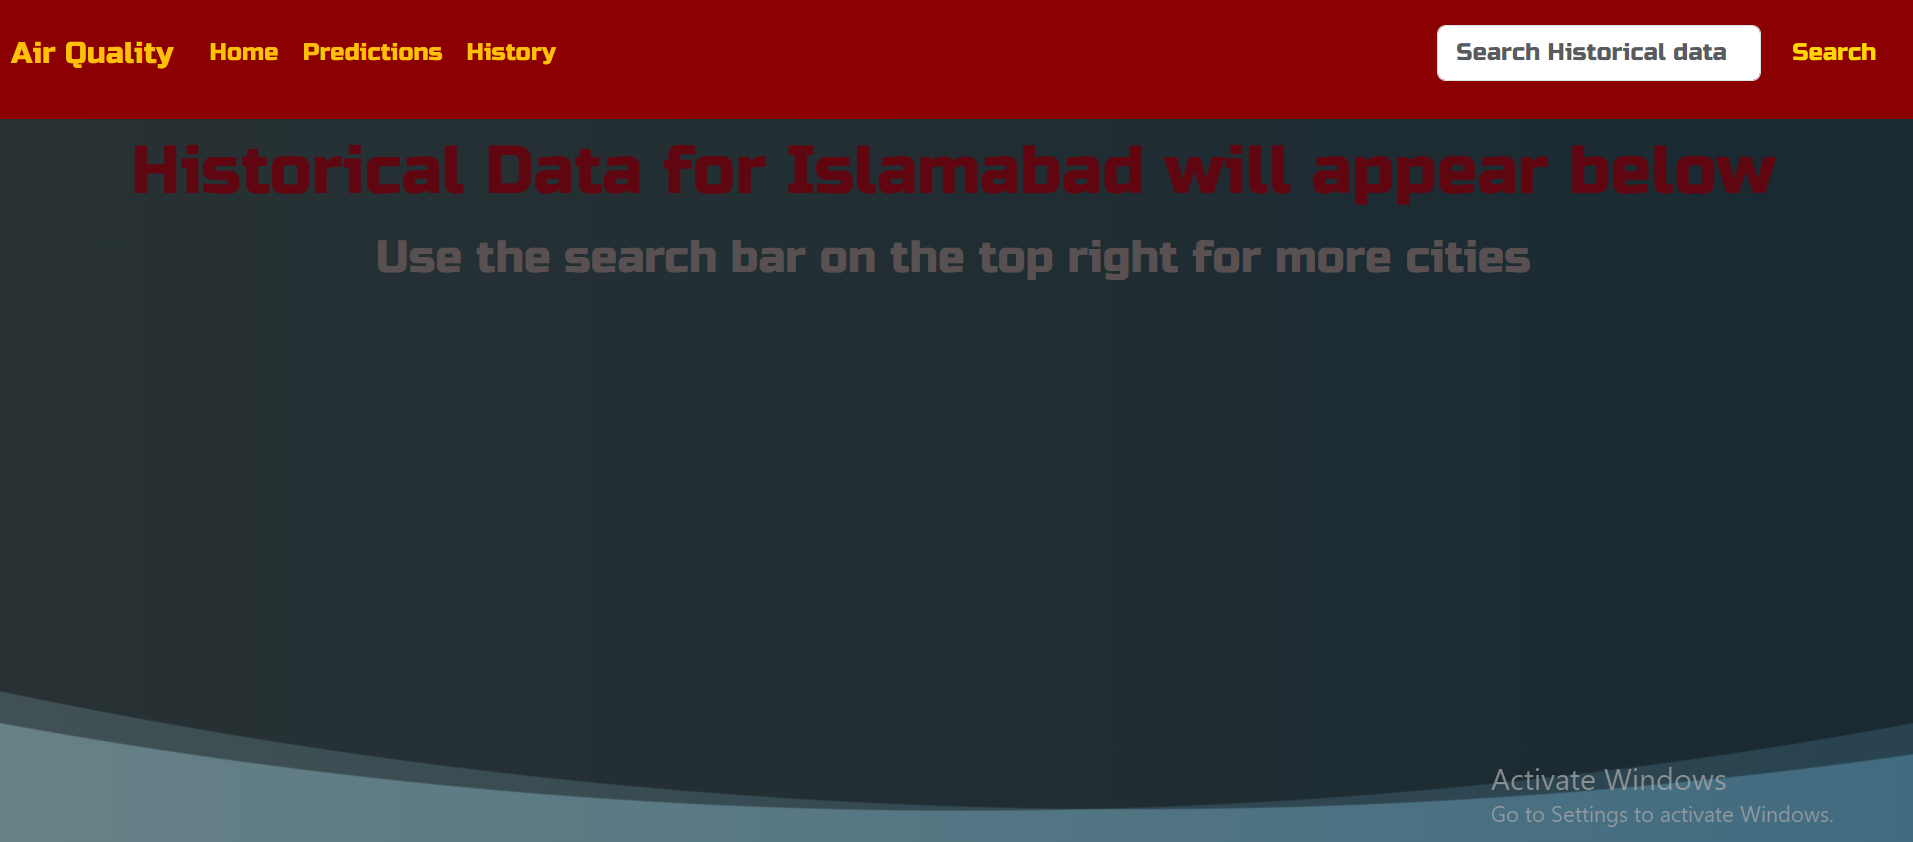 Air Quality Home Predictions History Search Historical data Search
Historical Data for Islamabad will appear below
Use the search bar on the top right for more cities
Activate Windows
Go to Settings to activate Windows.